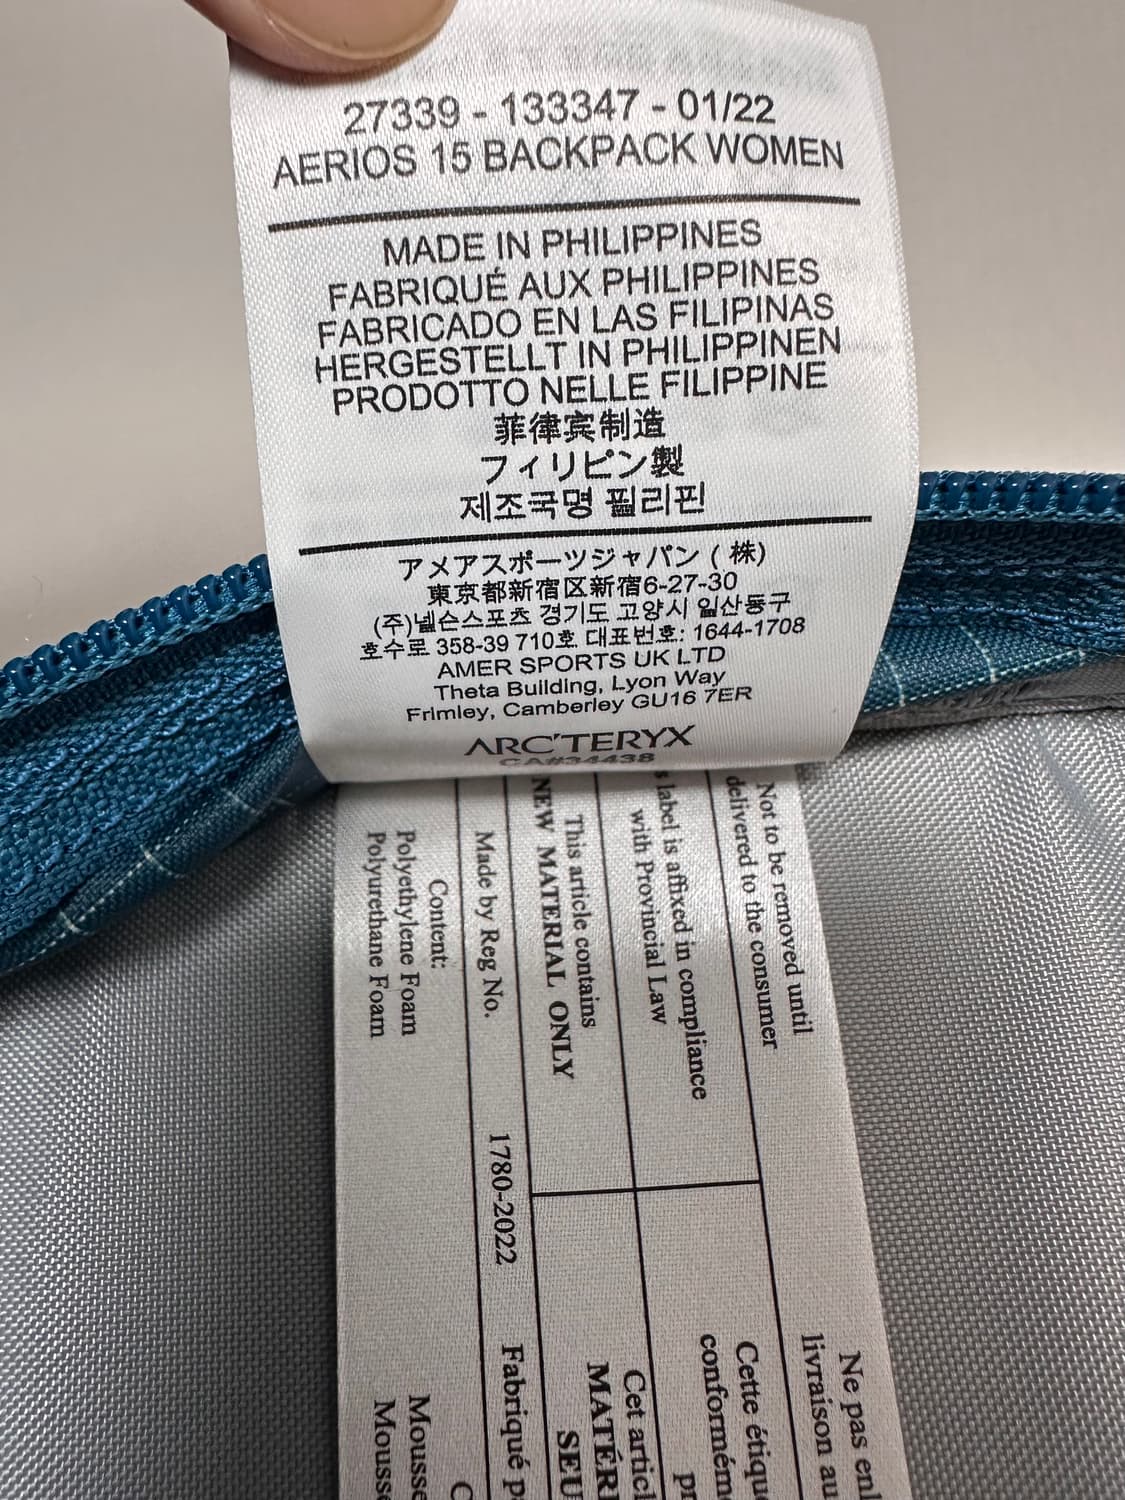 27339 - 133347 - 01/22
AERIOS 15 BACKPACK WOMEN
MADE IN PHILIPPINES
FABRIQUÉ AUX PHILIPPINES
FABRICADO EN LAS FILIPINAS
HERGESTELLT IN PHILIPPINEN
PRODOTTO NELLE FILIPPINE
菲律宾制造
フィリピン製
제조국명 필리핀
アメアスポーツジャパン ( 株)
東京都新宿区新宿6-27-30
(주)넬슨스포츠 경기도 고양시 일산동구
호수로 358-39 710호 대표번호: 1644-1708
AMER SPORTS UK LTD
Theta Building, Lyon Way
Frimley, Camberley GU16 7ER
ARC'TERYX
CA#34438
Not to be removed until
delivered to the consumer
label is affixed in compliance
with Provincial Law
This article contains
NEW MATERIAL ONLY
Made by Reg No. 1780-2022
Content:
Polyethylene Foam
Polyurethane Foam
Ne pas enl
livraison au
Cette étiqu
conformém
pr
Cet articl
MATÉRI
SEU
Fabriqué p
C
Mousse
Mousse